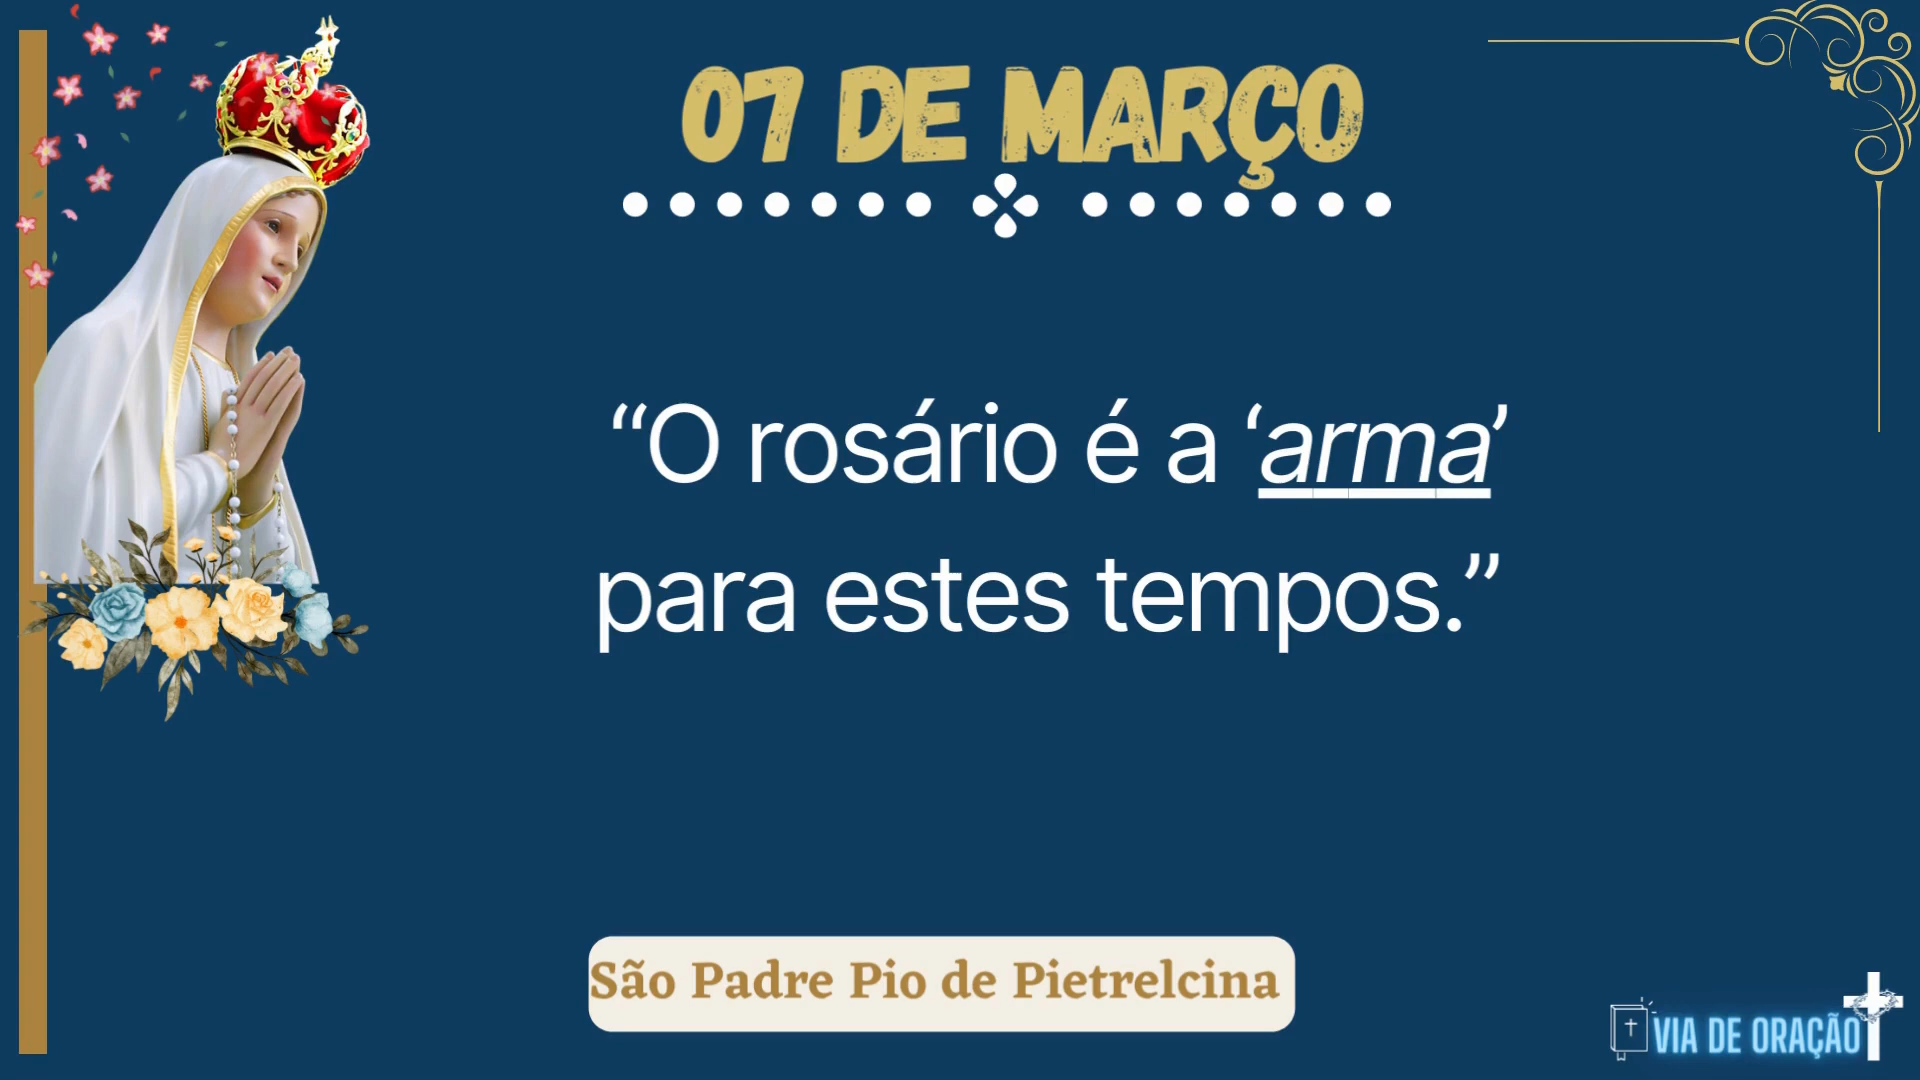 07 DE MARÇO
“O rosário é a ‘arma’
para estes tempos.”
São Padre Pio de Pietrelcina
VIA DE ORAÇÃO